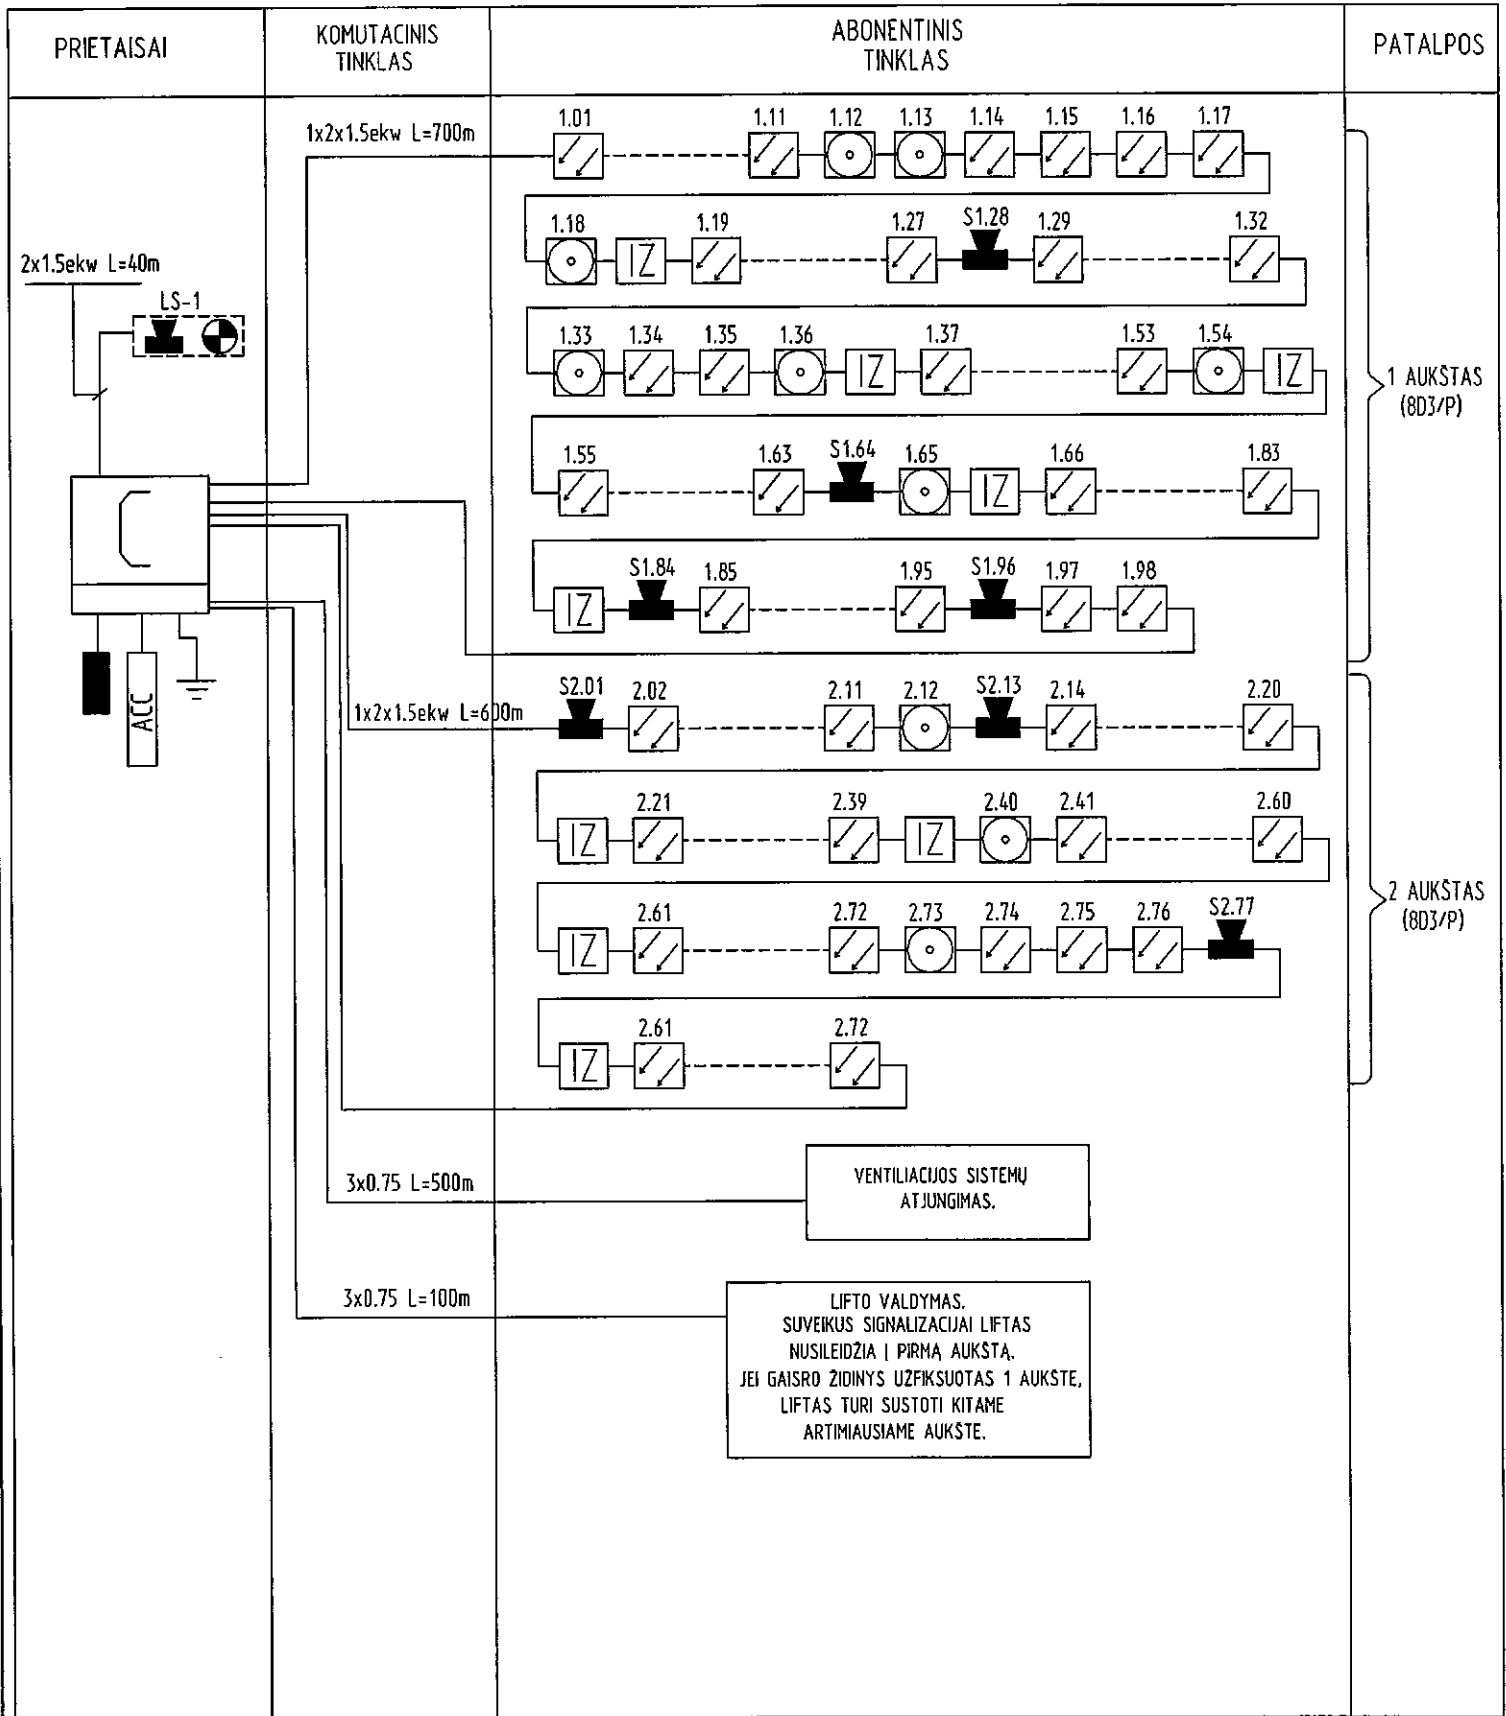 PRIETAISAI
KOMUTACINIS
TINKLAS
ABONENTINIS
TINKLAS
PATALPOS
1x2x1.5ekw L=700m
1.01 1.11 1.12 1.13 1.14 1.15 1.16 1.17
1.18 1.19 1.27 S1.28 1.29 1.32
IZ
2x1.5ekw L=40m
LS-1
1.33 1.34 1.35 1.36 1.37 1.53 1.54
IZ IZ
1 AUKŠTAS
(8D3/P)
1.55 1.63 S1.64 1.65 1.66 1.83
IZ
S1.84 1.85 1.95 S1.96 1.97 1.98
IZ
ACC
1x2x1.5ekw L=600m
S2.01 2.02 2.11 2.12 S2.13 2.14 2.20
2.21 2.39 2.40 2.41 2.60
IZ IZ
2 AUKŠTAS
(8D3/P)
2.61 2.72 2.73 2.74 2.75 2.76 S2.77
IZ
2.61 2.72
IZ
3x0.75 L=500m
VENTILIACIJOS SISTEMŲ
ATJUNGIMAS.
3x0.75 L=100m
LIFTO VALDYMAS.
SUVEIKUS SIGNALIZACIJAI LIFTAS
NUSILEIDŽIA Į PIRMĄ AUKŠTĄ.
JEI GAISRO ŽIDINYS UŽFIKSUOTAS 1 AUKŠTE,
LIFTAS TURI SUSTOTI KITAME
ARTIMIAUSIAME AUKŠTE.